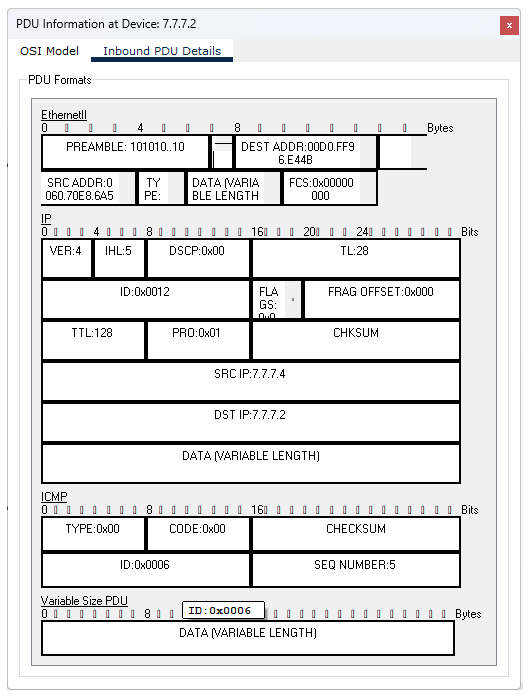 PDU Information at Device: 7.7.7.2
x
OSI Model Inbound PDU Details
PDU Formats
EthernetII
0 4 8 Bytes
PREAMBLE: 101010..10 DEST ADDR:00D0.FF9
6.E44B
SRC ADDR:0 TY DATA (VARIA FCS:0x00000
060.70E8.6A5 PE: BLE LENGTH 000
IP
0 4 8 16 20 24 Bits
VER:4 IHL:5 DSCP:0x00 TL:28
ID:0x0012 FLA FRAG OFFSET:0x000
GS:
0x0
TTL:128 PRO:0x01 CHKSUM
SRC IP:7.7.7.4
DST IP:7.7.7.2
DATA (VARIABLE LENGTH)
ICMP
0 8 16 Bits
TYPE:0x00 CODE:0x00 CHECKSUM
ID:0x0006 SEQ NUMBER:5
Variable Size PDU
ID:0x0006
0 8 Bytes
DATA (VARIABLE LENGTH)